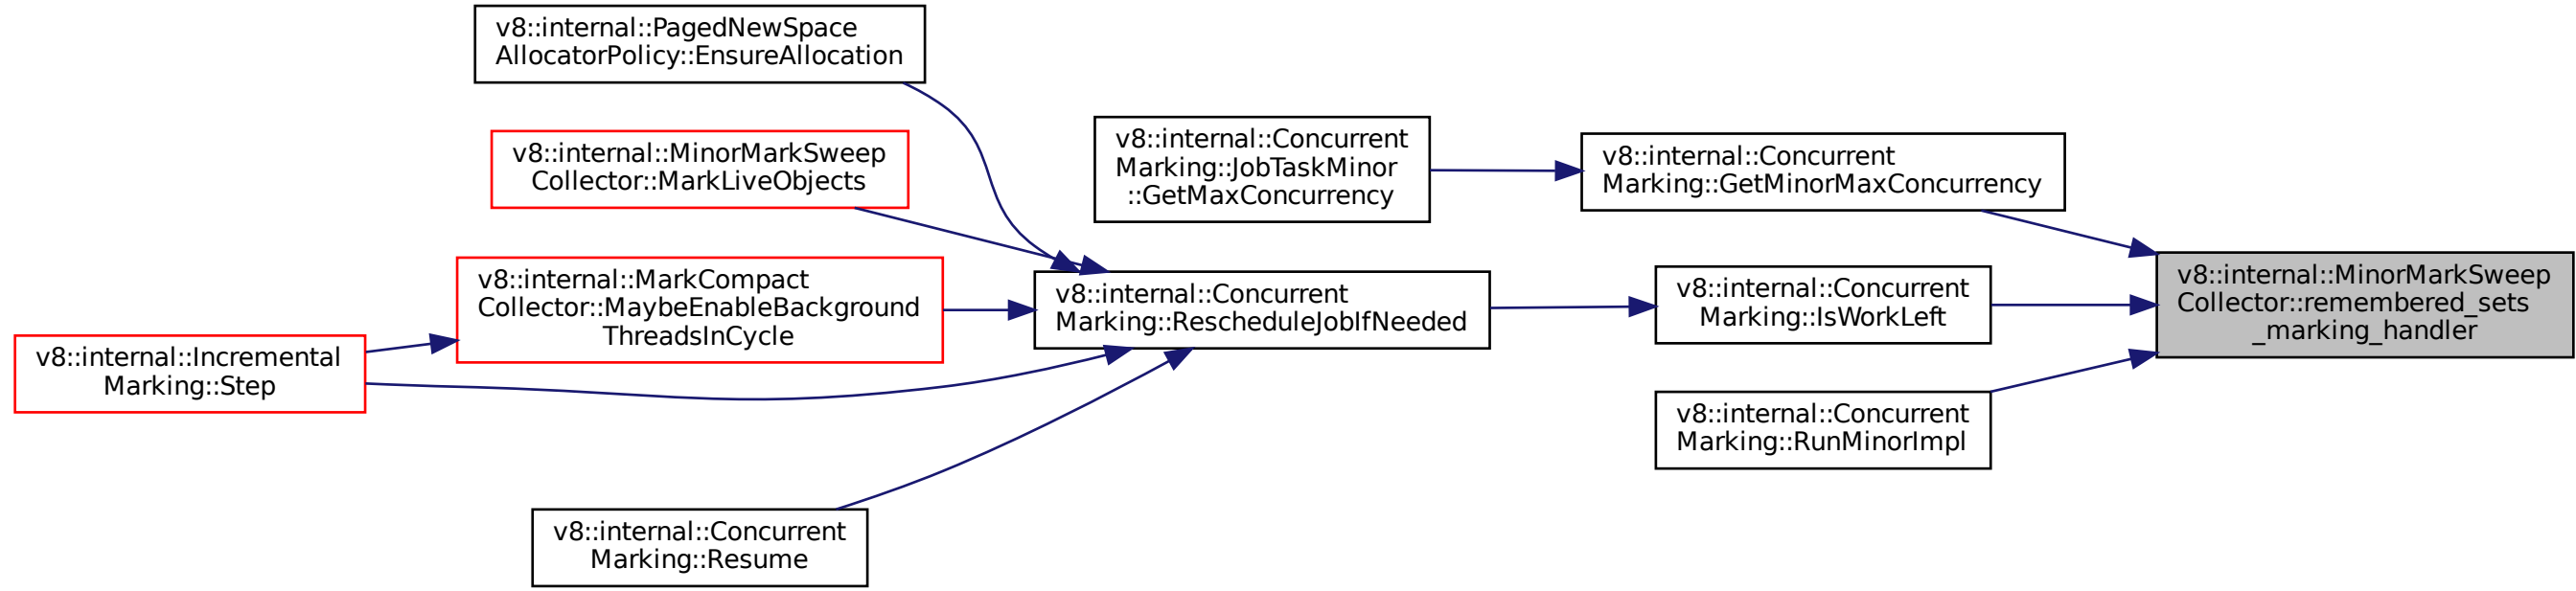 v8::internal::PagedNewSpace
AllocatorPolicy::EnsureAllocation
v8::internal::MinorMarkSweep
Collector::MarkLiveObjects
v8::internal::MarkCompact
Collector::MaybeEnableBackground
ThreadsInCycle
v8::internal::Incremental
Marking::Step
v8::internal::Concurrent
Marking::Resume
v8::internal::Concurrent
Marking::JobTaskMinor
::GetMaxConcurrency
v8::internal::Concurrent
Marking::RescheduleJobIfNeeded
v8::internal::Concurrent
Marking::GetMinorMaxConcurrency
v8::internal::Concurrent
Marking::IsWorkLeft
v8::internal::Concurrent
Marking::RunMinorImpl
v8::internal::MinorMarkSweep
Collector::remembered_sets
_marking_handler